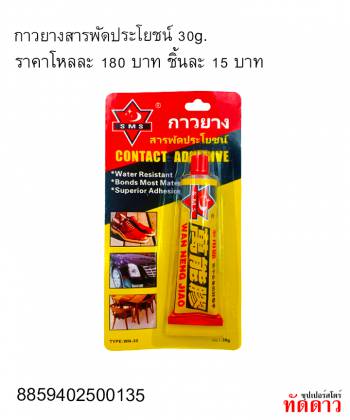 กาวยางสารพัดประโยชน์ 30g.
ราคาโหลละ 180 บาท ชิ้นละ 15 บาท
®
SMS
กาวยาง
สารพัดประโยชน์
CONTACT ADHESIVE
*Water Resistant
*Bonds Most Mate
*Superior Adhesio
SMS
WAN HENG JIAO
TYPE:WH-30
30g
8859402500135
ซุปเปอร์สโตร์
ทัดดาว